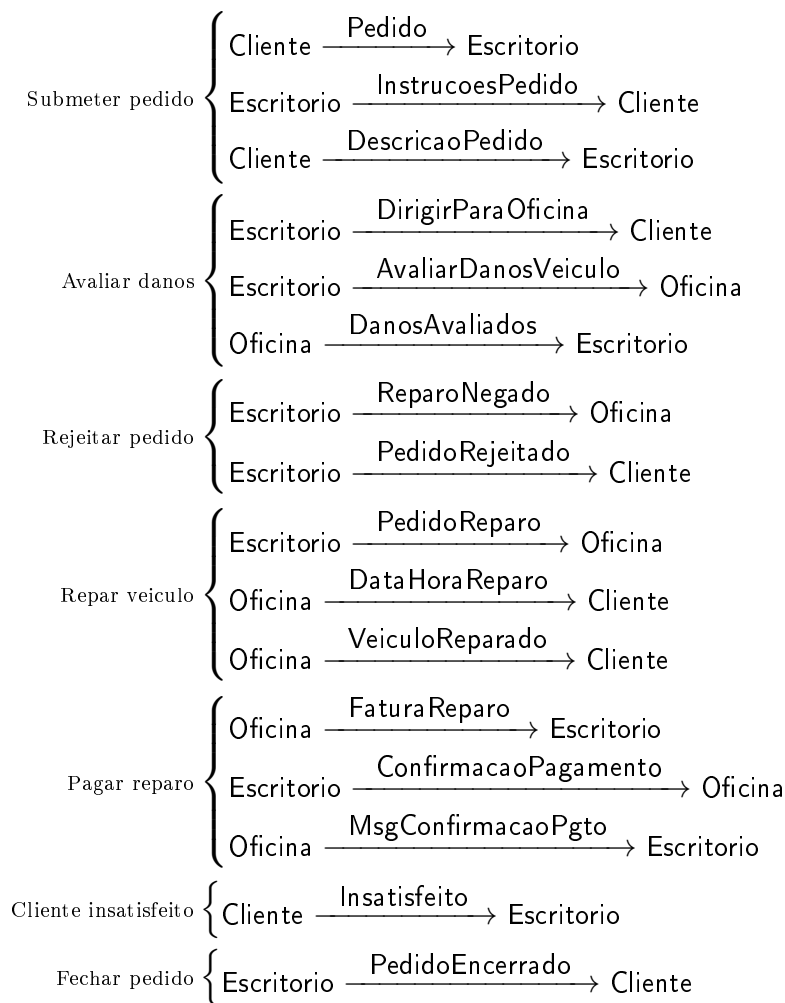 Pedido
Cliente → Escritorio
InstrucoesPedido
Submeter pedido Escritorio → Cliente
DescricaoPedido
Cliente → Escritorio
DirigirParaOficina
Escritorio → Cliente
AvaliarDanosVeiculo
Avaliar danos Escritorio → Oficina
DanosAvaliados
Oficina → Escritorio
ReparoNegado
Escritorio → Oficina
Rejeitar pedido
PedidoRejeitado
Escritorio → Cliente
PedidoReparo
Escritorio → Oficina
DataHoraReparo
Repar veiculo Oficina → Cliente
VeiculoReparado
Oficina → Cliente
FaturaReparo
Oficina → Escritorio
ConfirmacaoPagamento
Pagar reparo Escritorio → Oficina
MsgConfirmacaoPgto
Oficina → Escritorio
Insatisfeito
Cliente insatisfeito Cliente → Escritorio
PedidoEncerrado
Fechar pedido Escritorio → Cliente